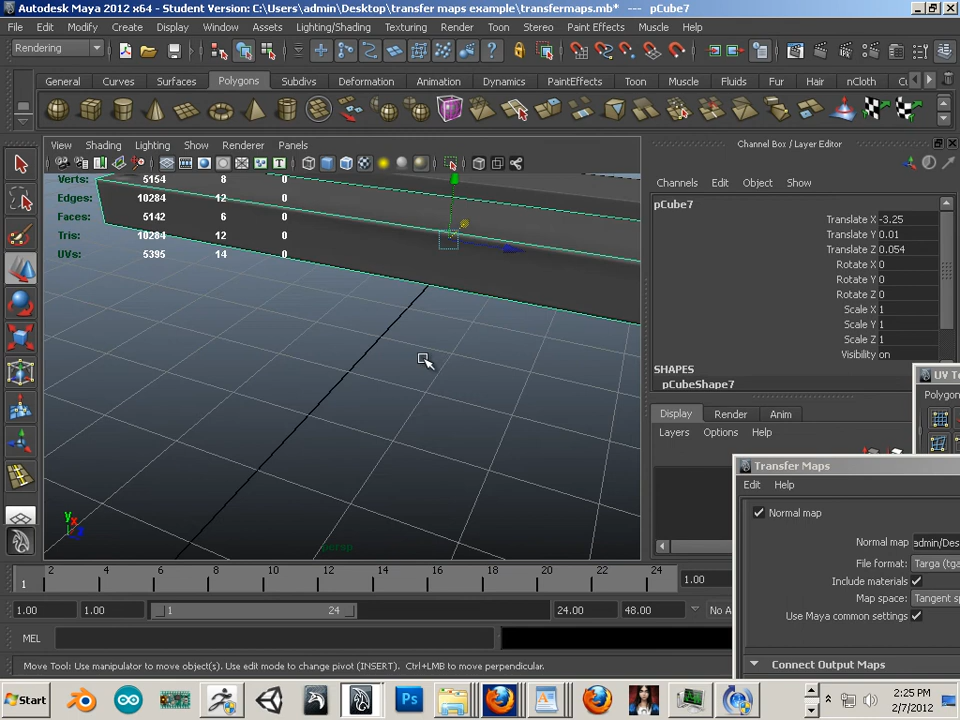 Autodesk Maya 2012 x64 - Student Version: C:\Users\admin\Desktop\transfer maps example\transfermaps.mb* --- pCube7
File Edit Modify Create Display Window Assets Lighting/Shading Texturing Render Toon Stereo Paint Effects Muscle Help
Rendering
General Curves Surfaces Polygons Subdivs Deformation Animation Dynamics PaintEffects Toon Muscle Fluids Fur Hair nCloth Cu
View Shading Lighting Show Renderer Panels
Channel Box / Layer Editor
Channels Edit Object Show
Verts: 5154 8 0
Edges: 10284 12 0
Faces: 5142 6 0
Tris: 10284 12 0
UVs: 5395 14 0
pCube7
Translate X -3.25
Translate Y 0.01
Translate Z 0.054
Rotate X 0
Rotate Y 0
Rotate Z 0
Scale X 1
Scale Y 1
Scale Z 1
Visibility on
SHAPES
pCubeShape7
UV Te
Polygon
Display Render Anim
Layers Options Help
Transfer Maps
Edit Help
Normal map
Normal map admin/Des
File format: Targa (tga
Include materials
Map space: Tangent sp
Use Maya common settings
Connect Output Maps
y x z
persp
1 2 4 6 8 10 12 14 16 18 20 22 24 1.00
1.00 1.00 1 24 24.00 48.00 No A
MEL
Move Tool: Use manipulator to move object(s). Use edit mode to change pivot (INSERT). Ctrl+LMB to move perpendicular.
Start
Ps
2:25 PM
2/7/2012